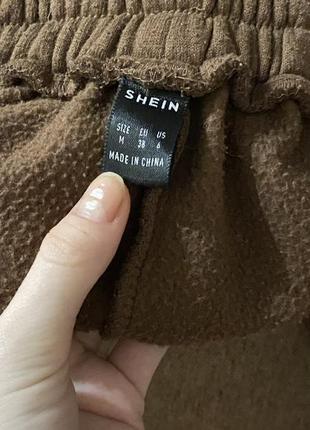 SHEIN
SIZE EU US
M 38 6
MADE IN CHINA